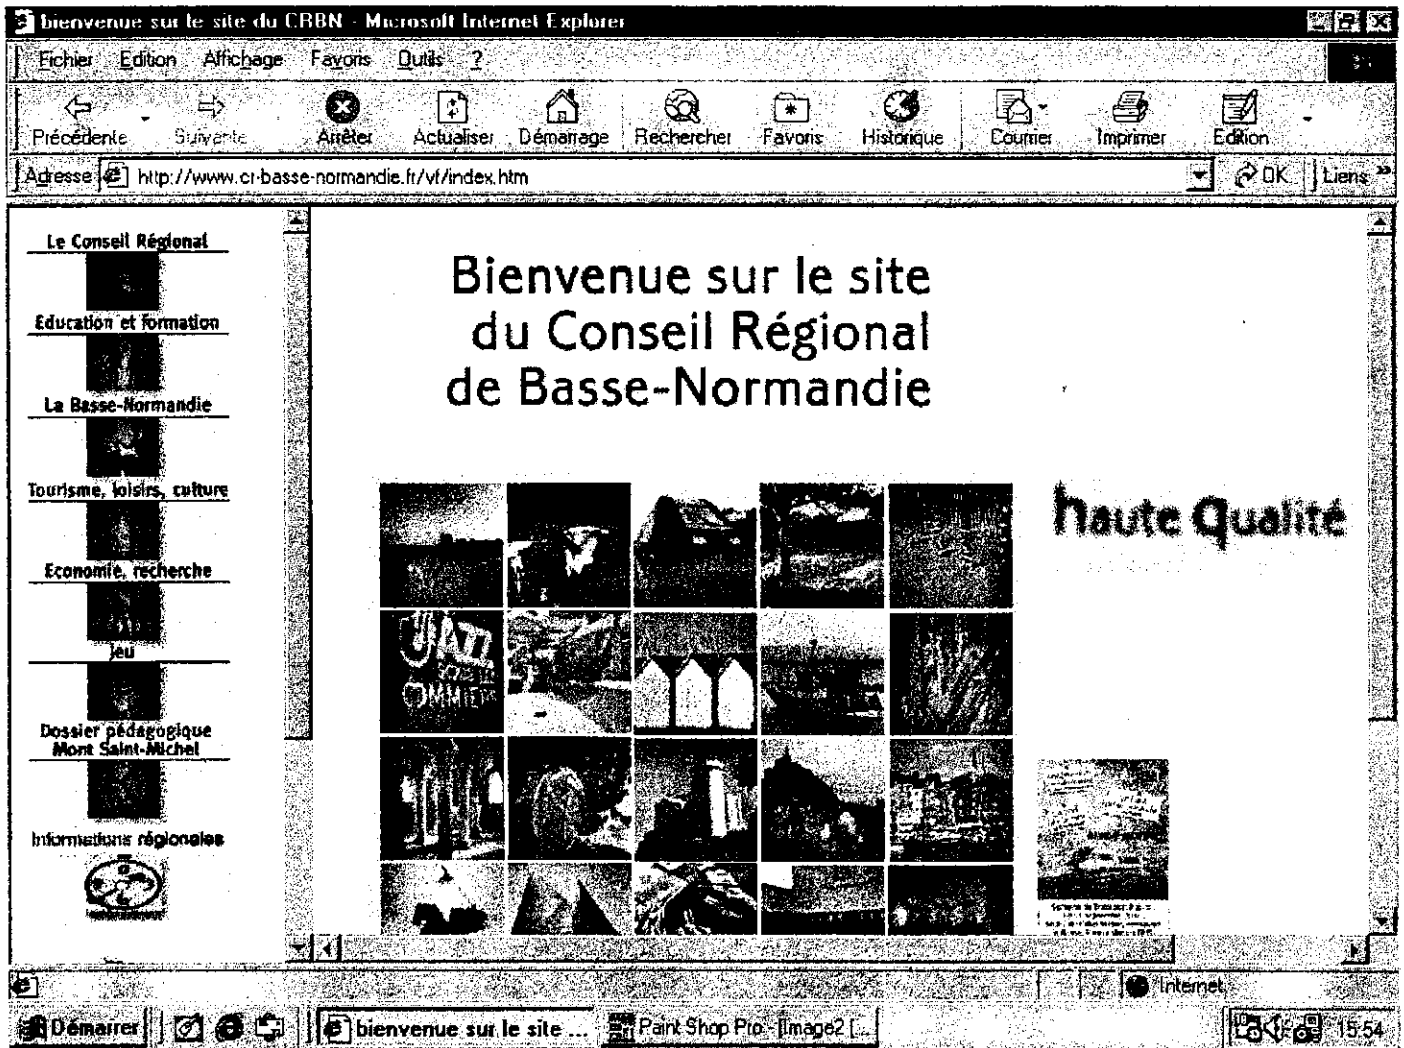 bienvenue sur le site du CRBN - Microsoft Internet Explorer
Fichier Edition Affichage Favoris Outils ?
Précédente Suivante Arrêter Actualiser Démarrage Rechercher Favoris Historique Courrier Imprimer Edition
Adresse http://www.cr-basse-normandie.fr/vf/index.htm OK Liens »
Le Conseil Régional
Education et formation
La Basse-Normandie
Tourisme, loisirs, culture
Economie, recherche
Jeu
Dossier pédagogique
Mont Saint-Michel
Informations régionales
Bienvenue sur le site
du Conseil Régional
de Basse-Normandie
haute Qualité
JAZZ
SOUS LES
POMMIERS
Internet
Démarrer bienvenue sur le site ... Paint Shop Pro - [Image2 [... 15:54